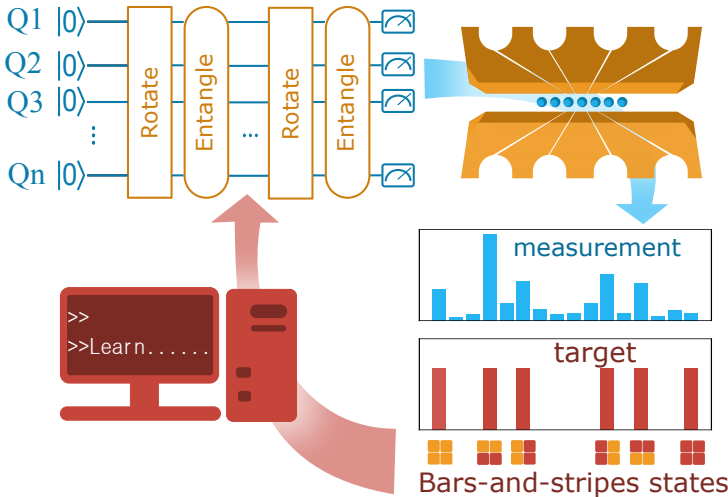 Q1 |0⟩
Q2 |0⟩
Q3 |0⟩
⋮
Qn |0⟩
Rotate
Entangle
...
Rotate
Entangle
measurement
>>
>>Learn......
target
Bars-and-stripes states